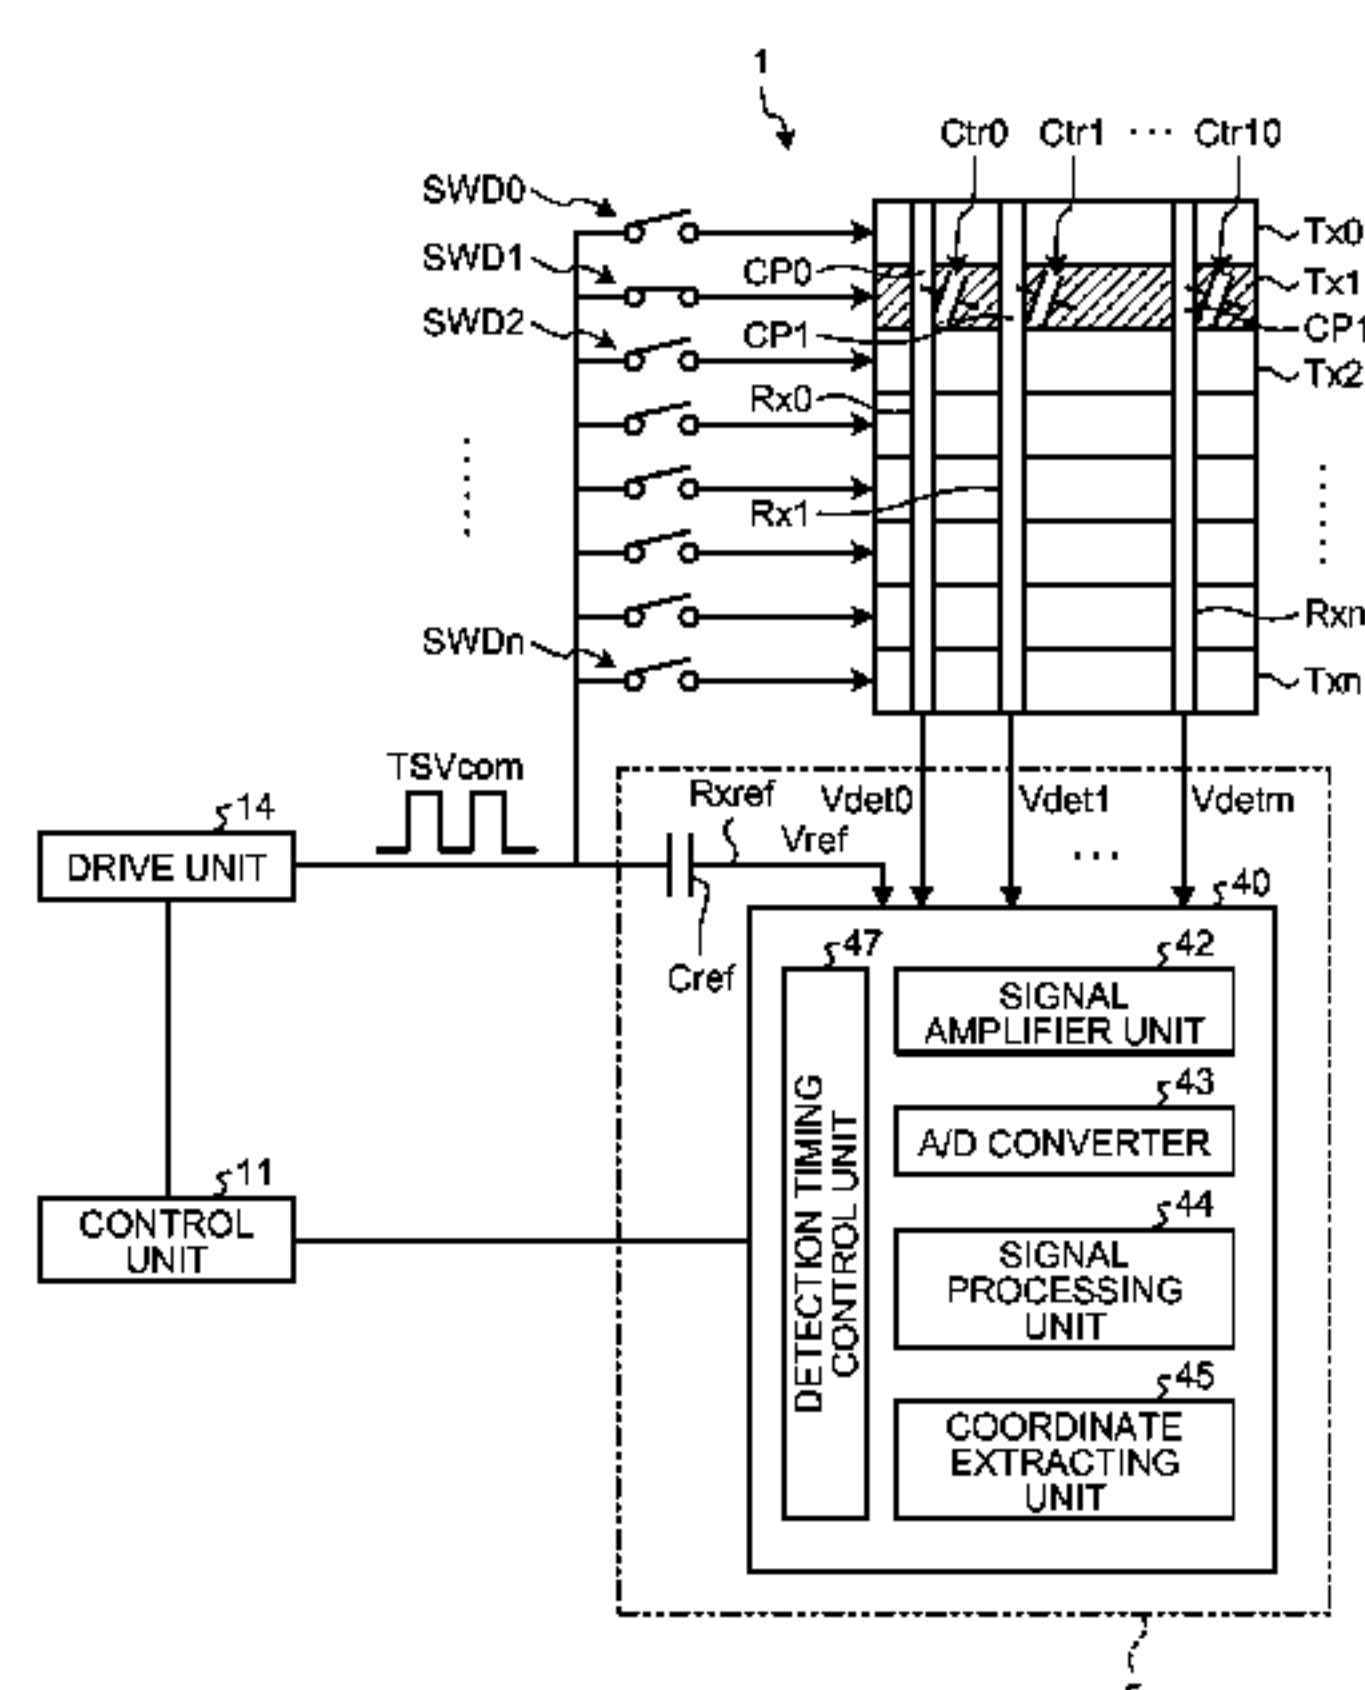 1
Ctr0 Ctr1 ... Ctr10
SWD0
Tx0
SWD1
CP0
Tx1
SWD2
CP1
CP1
Tx2
Rx0
Rx1
Rxn
SWDn
Txn
TSVcom
Rxref
Vdet0
Vdet1
Vdetm
Vref
...
14
DRIVE UNIT
40
Cref
47
DETECTION TIMING
CONTROL UNIT
42
SIGNAL
AMPLIFIER UNIT
43
A/D CONVERTER
11
CONTROL
UNIT
44
SIGNAL
PROCESSING
UNIT
45
COORDINATE
EXTRACTING
UNIT